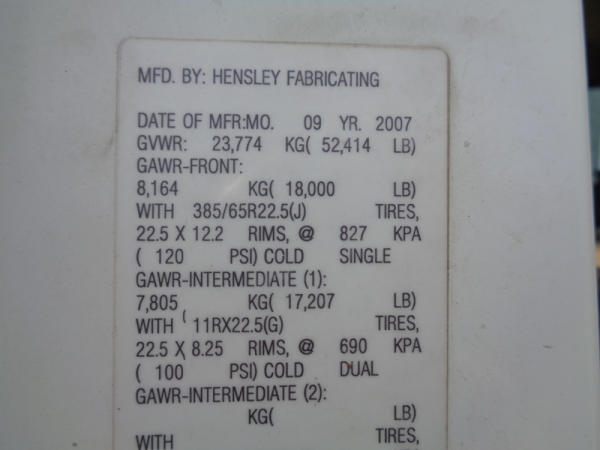 MFD. BY: HENSLEY FABRICATING
DATE OF MFR:MO. 09 YR. 2007
GVWR: 23,774 KG( 52,414 LB)
GAWR-FRONT:
8,164 KG( 18,000 LB)
WITH 385/65R22.5(J) TIRES,
22.5 X 12.2 RIMS, @ 827 KPA
( 120 PSI) COLD SINGLE
GAWR-INTERMEDIATE (1):
7,805 KG( 17,207 LB)
WITH 11RX22.5(G) TIRES,
22.5 X 8.25 RIMS, @ 690 KPA
( 100 PSI) COLD DUAL
GAWR-INTERMEDIATE (2):
KG( LB)
WITH TIRES,